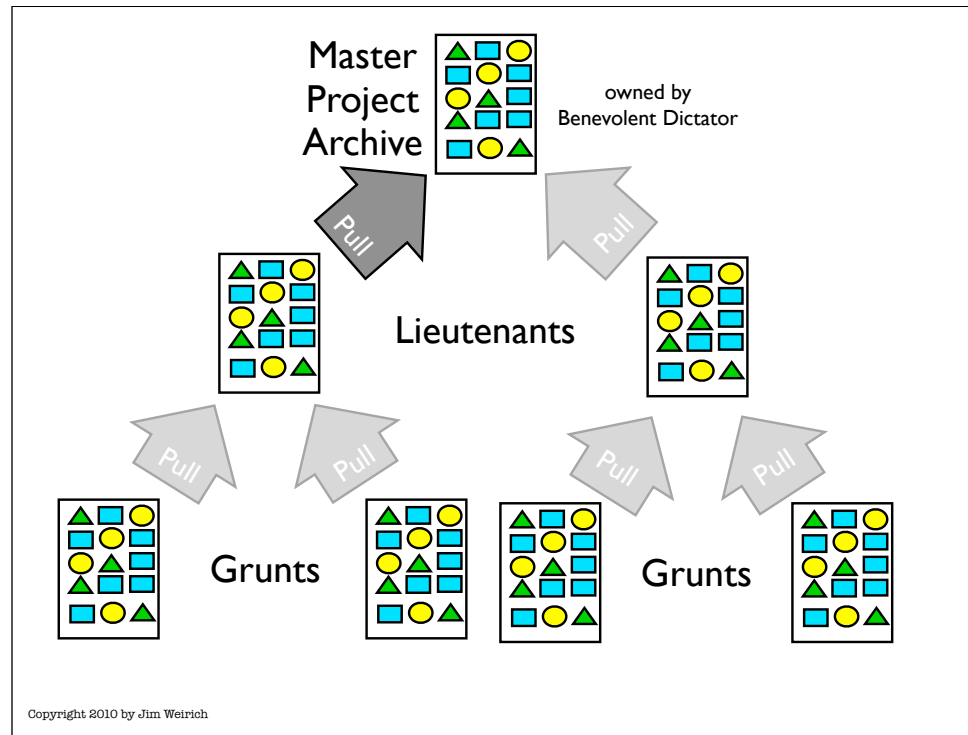 Master
Project
Archive
owned by
Benevolent Dictator
Pull
Pull
Lieutenants
Pull
Pull
Pull
Pull
Grunts
Grunts
Copyright 2010 by Jim Weirich